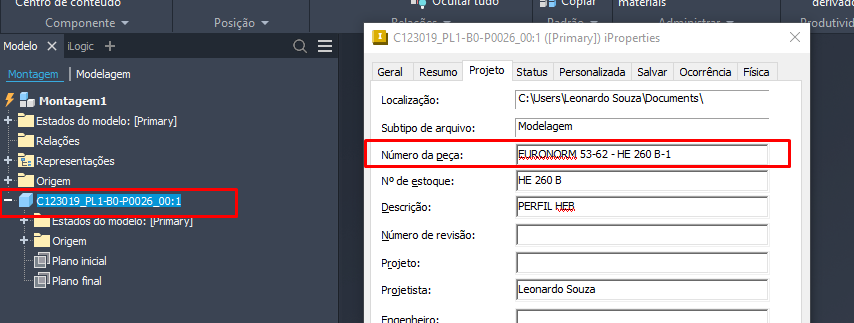 Centro de conteúdo
Ocultar tudo
materiais
derivado
Componente
Posição
Relações
Padrão
Administrar
Produtivid
Modelo
iLogic
Montagem
Modelagem
Montagem1
Estados do modelo: [Primary]
Relações
Representações
Origem
C123019_PL1-B0-P0026_00:1
Estados do modelo: [Primary]
Origem
Plano inicial
Plano final
C123019_PL1-B0-P0026_00:1 ([Primary]) iProperties
Geral
Resumo
Projeto
Status
Personalizada
Salvar
Ocorrência
Física
Localização:
C:\Users\Leonardo Souza\Documents\
Subtipo de arquivo:
Modelagem
Número da peça:
EURONORM 53-62 - HE 260 B-1
Nº de estoque:
HE 260 B
Descrição:
PERFIL HEB
Número de revisão:
Projeto:
Projetista:
Leonardo Souza
Engenheiro: